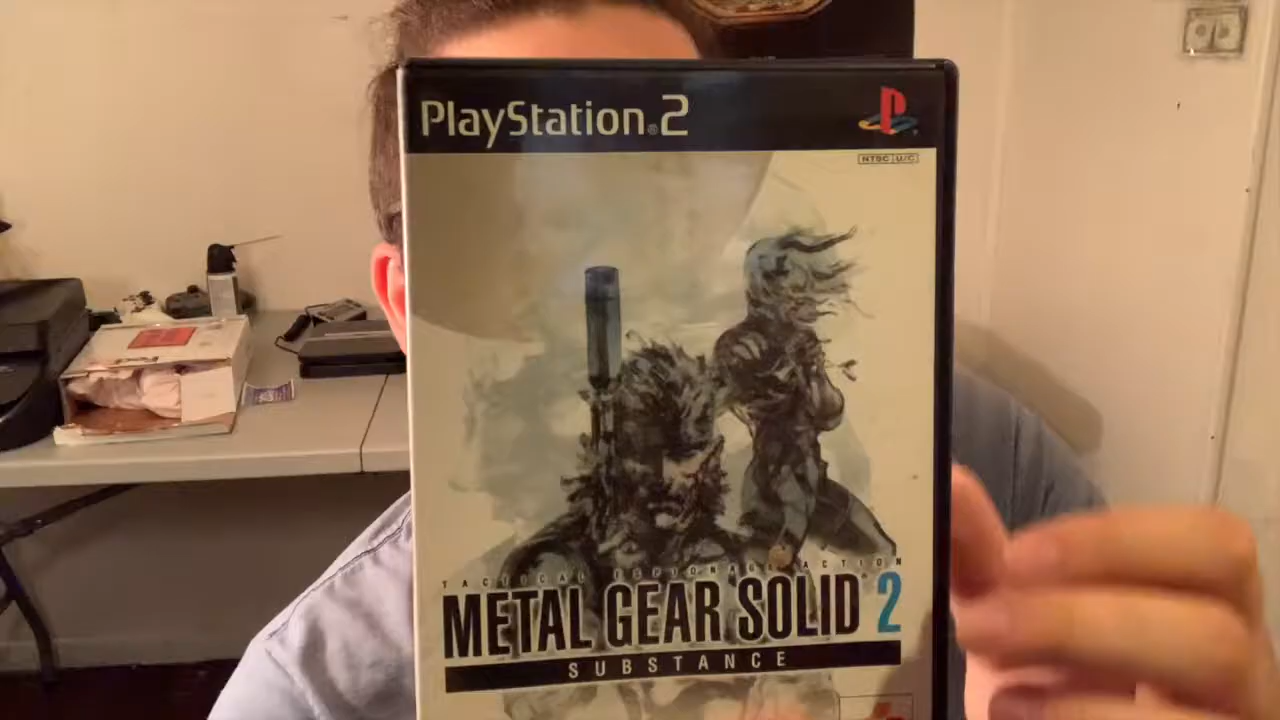 PlayStation®2
NTSC U/C
TACTICAL ESPIONAGE ACTION
METAL GEAR SOLID® 2
SUBSTANCE